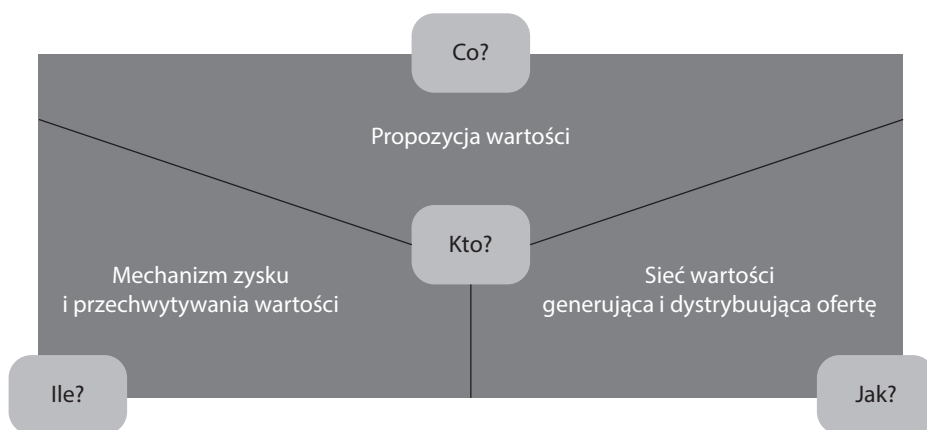 Co?
Propozycja wartości
Kto?
Mechanizm zysku
i przechwytywania wartości
Sieć wartości
generująca i dystrybuująca ofertę
Ile?
Jak?